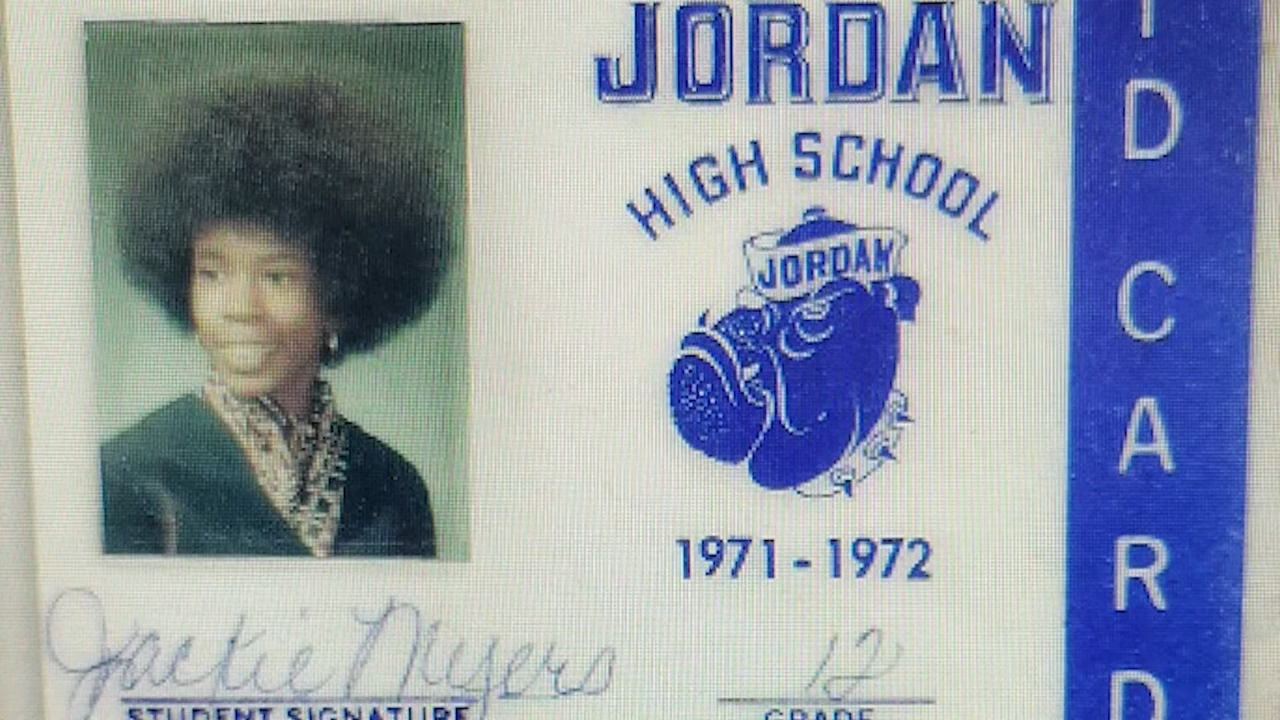 JORDAN
HIGH SCHOOL
JORDAN
1971-1972
Jackie Myers
12
STUDENT SIGNATURE
GRADE
ID CARD